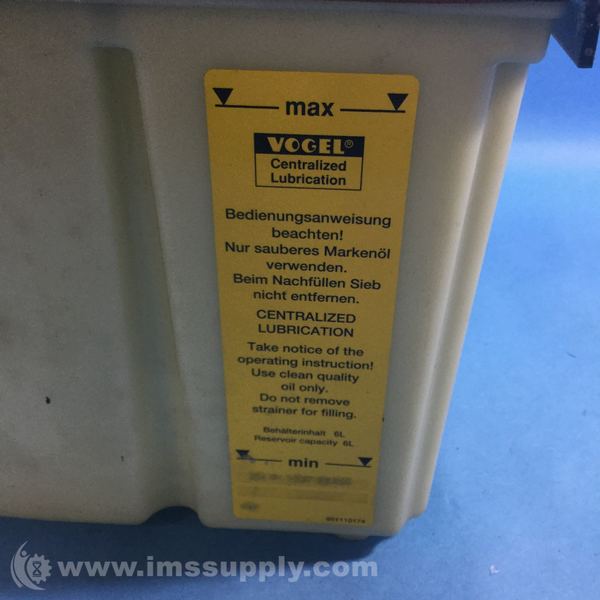 max
VOGEL®
Centralized
Lubrication
Bedienungsanweisung
beachten!
Nur sauberes Markenöl
verwenden.
Beim Nachfüllen Sieb
nicht entfernen.
CENTRALIZED
LUBRICATION
Take notice of the
operating instruction!
Use clean quality
oil only.
Do not remove
strainer for filling.
Behälterinhalt 6L
Reservoir capacity 6L
min
951110174
www.imssupply.com